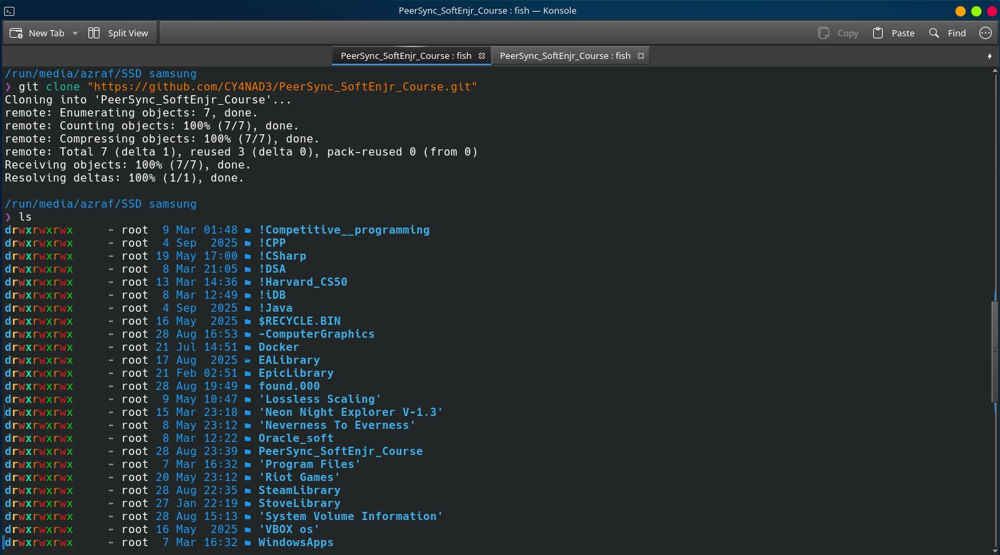 PeerSync_SoftEnjr_Course : fish — Konsole
New Tab Split View Copy Paste Find
PeerSync_SoftEnjr_Course : fish PeerSync_SoftEnjr_Course : fish
/run/media/azraf/SSD samsung
❯ git clone "https://github.com/CY4NAD3/PeerSync_SoftEnjr_Course.git"
Cloning into 'PeerSync_SoftEnjr_Course'...
remote: Enumerating objects: 7, done.
remote: Counting objects: 100% (7/7), done.
remote: Compressing objects: 100% (7/7), done.
remote: Total 7 (delta 1), reused 3 (delta 0), pack-reused 0 (from 0)
Receiving objects: 100% (7/7), done.
Resolving deltas: 100% (1/1), done.
/run/media/azraf/SSD samsung
❯ ls
drwxrwxrwx - root 9 Mar 01:48 !Competitive__programming
drwxrwxrwx - root 4 Sep 2025 !CPP
drwxrwxrwx - root 19 May 17:00 !CSharp
drwxrwxrwx - root 8 Mar 21:05 !DSA
drwxrwxrwx - root 13 Mar 14:36 !Harvard_CS50
drwxrwxrwx - root 8 Mar 12:49 !iDB
drwxrwxrwx - root 4 Sep 2025 !Java
drwxrwxrwx - root 16 May 2025 $RECYCLE.BIN
drwxrwxrwx - root 28 Aug 16:53 -ComputerGraphics
drwxrwxrwx - root 21 Jul 14:51 Docker
drwxrwxrwx - root 17 Aug 2025 EALibrary
drwxrwxrwx - root 21 Feb 02:51 EpicLibrary
drwxrwxrwx - root 28 Aug 19:49 found.000
drwxrwxrwx - root 9 May 10:47 'Lossless Scaling'
drwxrwxrwx - root 15 Mar 23:18 'Neon Night Explorer V-1.3'
drwxrwxrwx - root 8 May 23:12 'Neverness To Everness'
drwxrwxrwx - root 8 Mar 12:22 Oracle_soft
drwxrwxrwx - root 28 Aug 23:39 PeerSync_SoftEnjr_Course
drwxrwxrwx - root 7 Mar 16:32 'Program Files'
drwxrwxrwx - root 20 May 23:12 'Riot Games'
drwxrwxrwx - root 28 Aug 22:35 SteamLibrary
drwxrwxrwx - root 27 Jan 22:19 StoveLibrary
drwxrwxrwx - root 28 Aug 15:13 'System Volume Information'
drwxrwxrwx - root 16 May 2025 'VBOX os'
drwxrwxrwx - root 7 Mar 16:32 WindowsApps